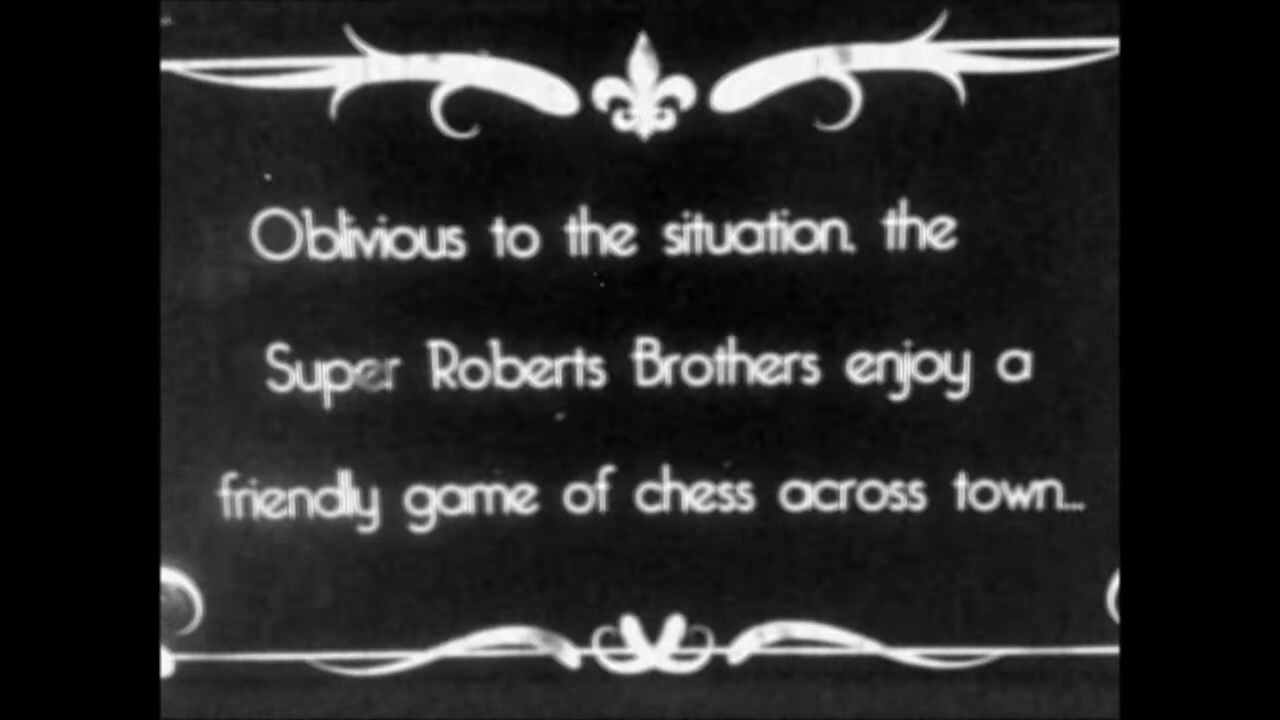 Oblivious to the situation, the
Super Roberts Brothers enjoy a
friendly game of chess across town...